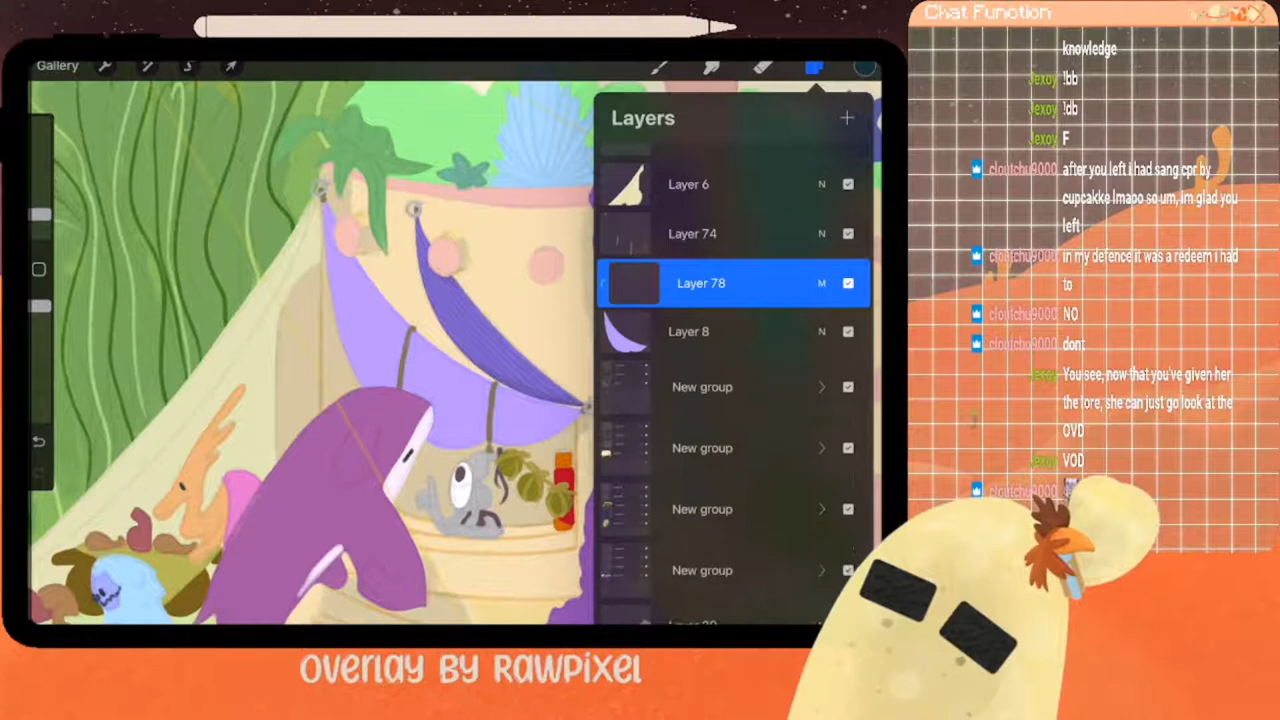 Gallery
Layers
Layer 6
N
Layer 74
N
Layer 78
M
Layer 8
N
New group
New group
New group
New group
OVERLAY BY RAWPIXEL
Chat Function
knowledge
Jexoy !bb
Jexoy !db
Jexoy F
cloutchu9000 after you left i had sang cpr by
cupcakke lmaoo so um, im glad you
left
cloutchu9000 in my defence it was a redeem i had
to
cloutchu9000 NO
cloutchu9000 dont
Jexoy You see, now that you've given her
the lore, she can just go look at the
OVD
Jexoy VOD
cloutchu9000